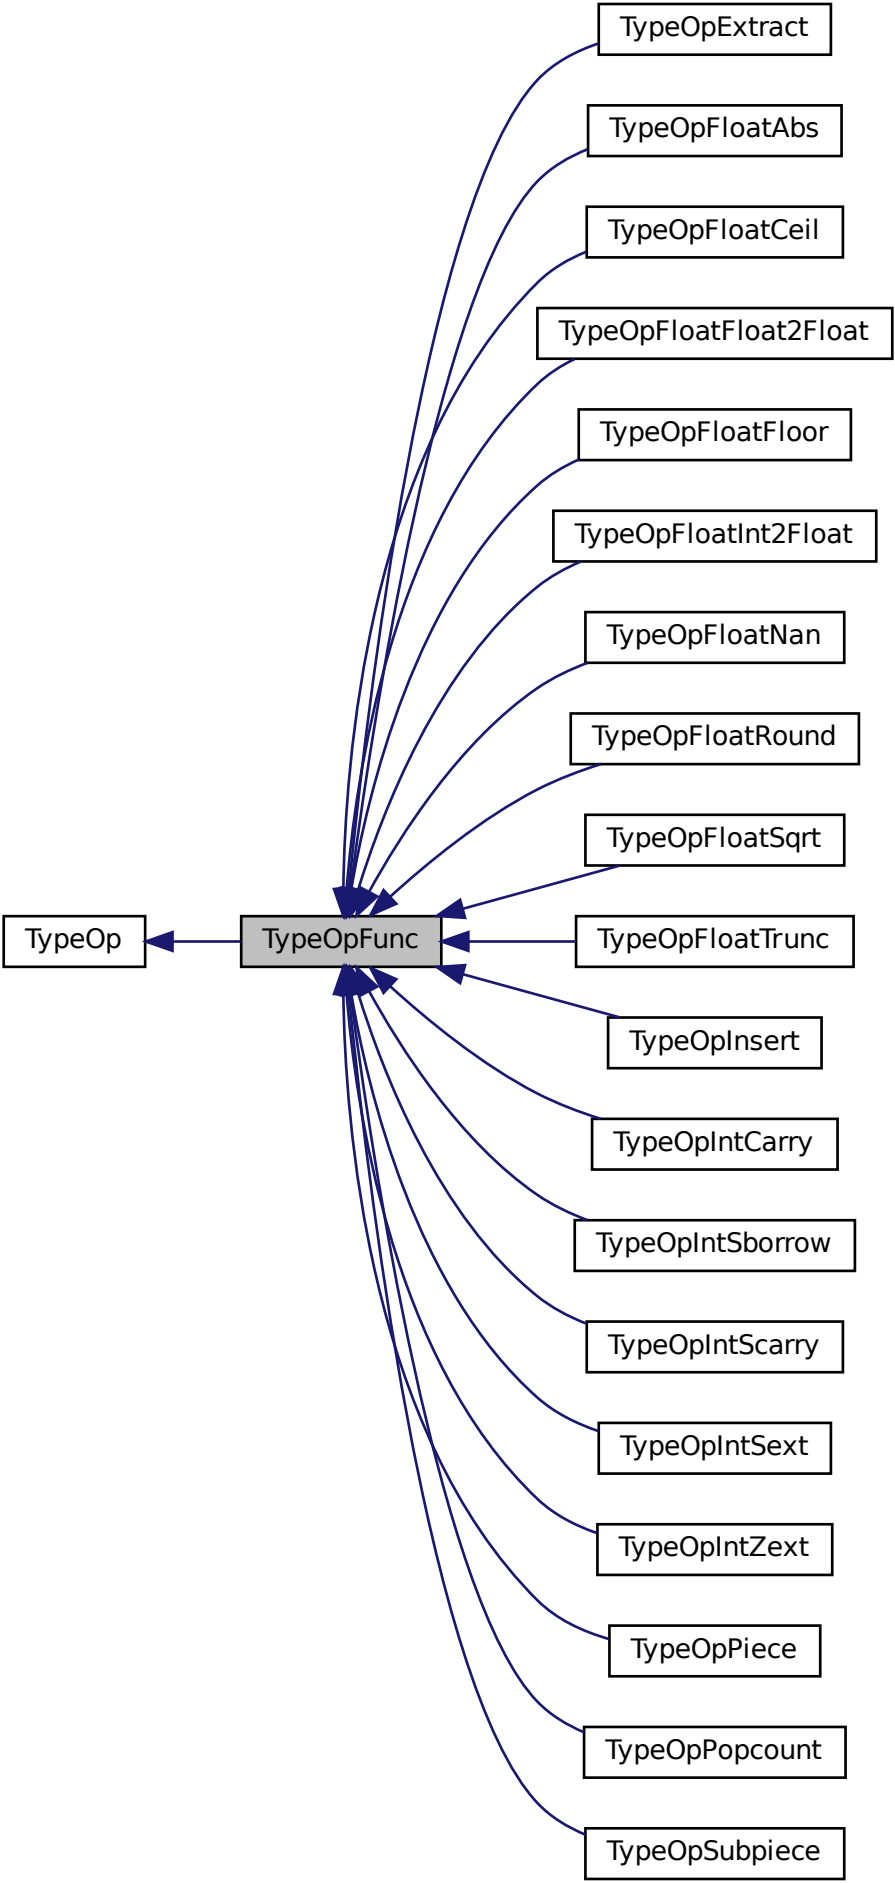 TypeOpExtract
TypeOpFloatAbs
TypeOpFloatCeil
TypeOpFloatFloat2Float
TypeOpFloatFloor
TypeOpFloatInt2Float
TypeOpFloatNan
TypeOpFloatRound
TypeOpFloatSqrt
TypeOp
TypeOpFunc
TypeOpFloatTrunc
TypeOpInsert
TypeOpIntCarry
TypeOpIntSborrow
TypeOpIntScarry
TypeOpIntSext
TypeOpIntZext
TypeOpPiece
TypeOpPopcount
TypeOpSubpiece